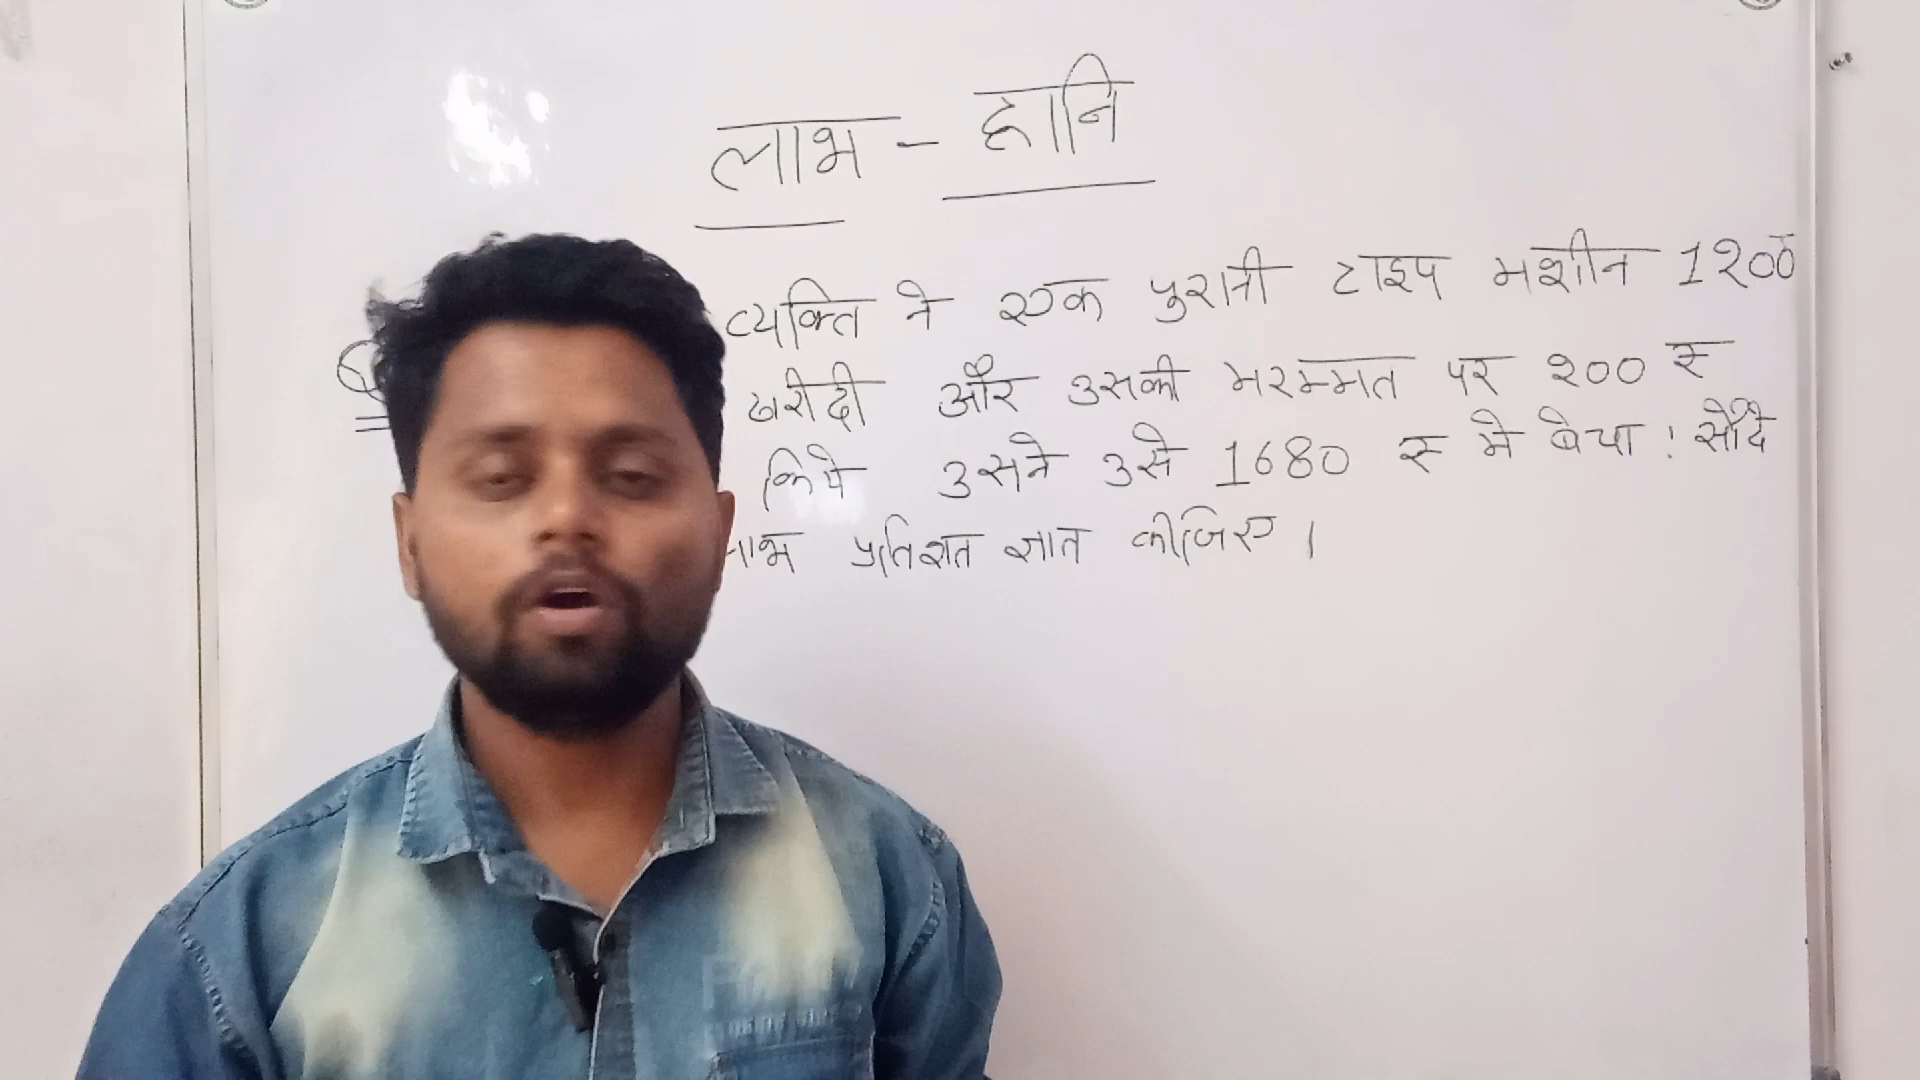 लाभ - हानि
व्यक्ति ने एक पुरानी टाइप मशीन 1200
खरीदी और उसकी मरम्मत पर 200 रु
किये उसने उसे 1680 रु मे बेचा ! सौदे
लाभ प्रतिशत ज्ञात कीजिए ।